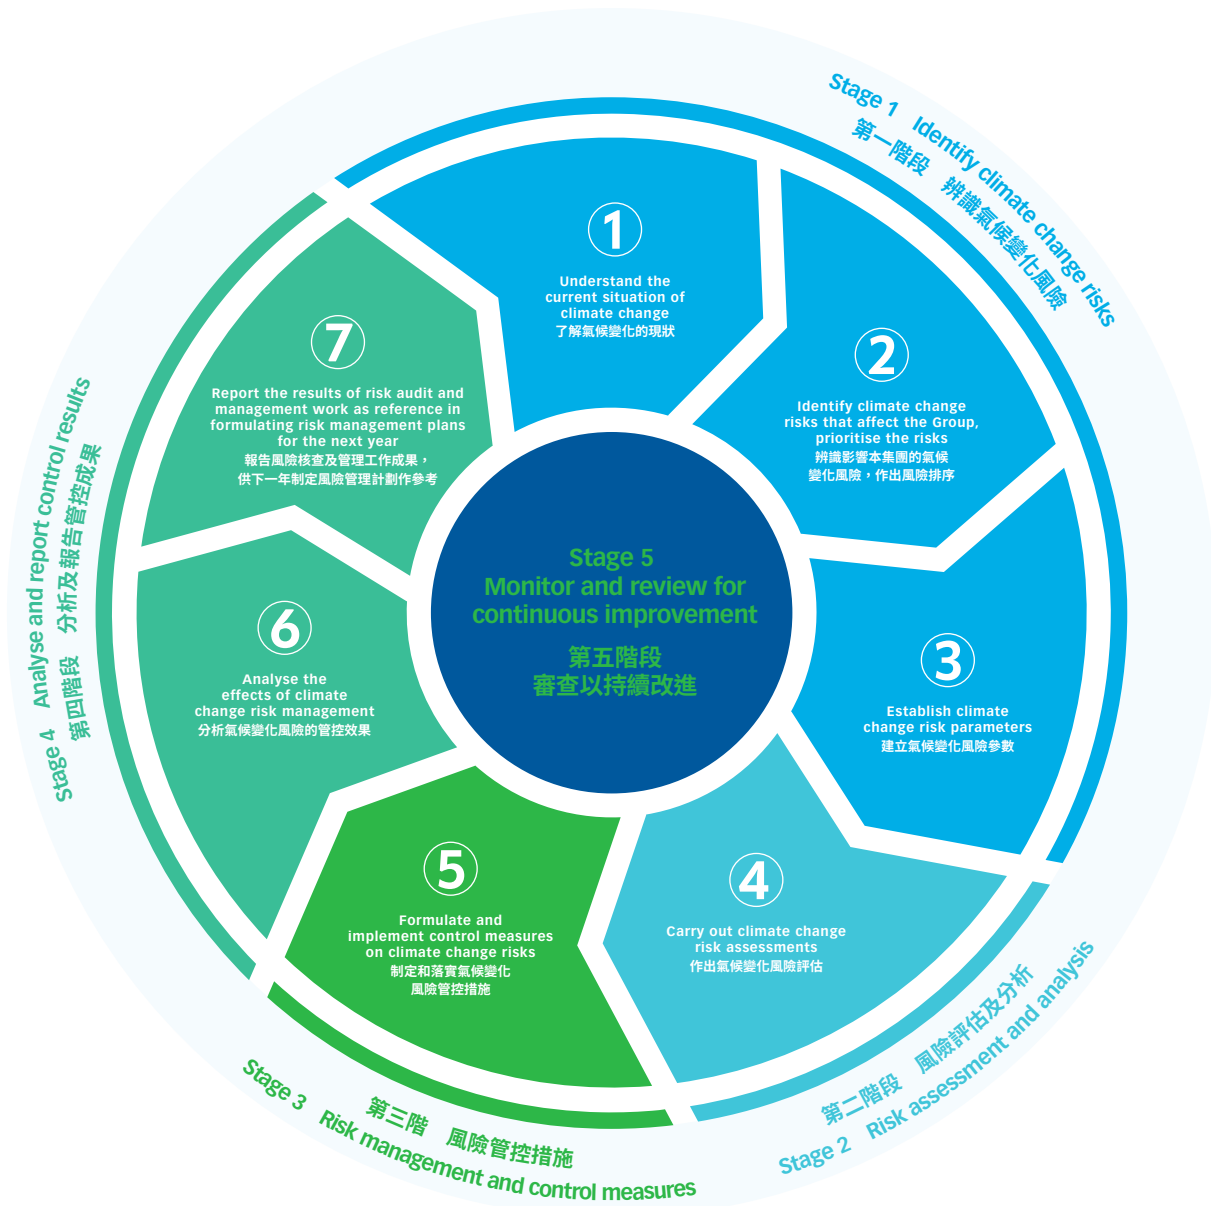 Stage 1 Identify climate change risks
第一階段 辨識氣候變化風險
1
Understand the
current situation of
climate change
了解氣候變化的現狀
2
Identify climate change
risks that affect the Group,
prioritise the risks
辨識影響本集團的氣候
變化風險，作出風險排序
3
Establish climate
change risk parameters
建立氣候變化風險參數
第二階段 風險評估及分析
Stage 2 Risk assessment and analysis
4
Carry out climate change
risk assessments
作出氣候變化風險評估
第三階 風險管控措施
Stage 3 Risk management and control measures
5
Formulate and
implement control measures
on climate change risks
制定和落實氣候變化
風險管控措施
Stage 4 Analyse and report control results
第四階段 分析及報告管控成果
6
Analyse the
effects of climate
change risk management
分析氣候變化風險的管控效果
7
Report the results of risk audit and
management work as reference in
formulating risk management plans
for the next year
報告風險核查及管理工作成果，
供下一年制定風險管理計劃作參考
Stage 5
Monitor and review for
continuous improvement
第五階段
審查以持續改進